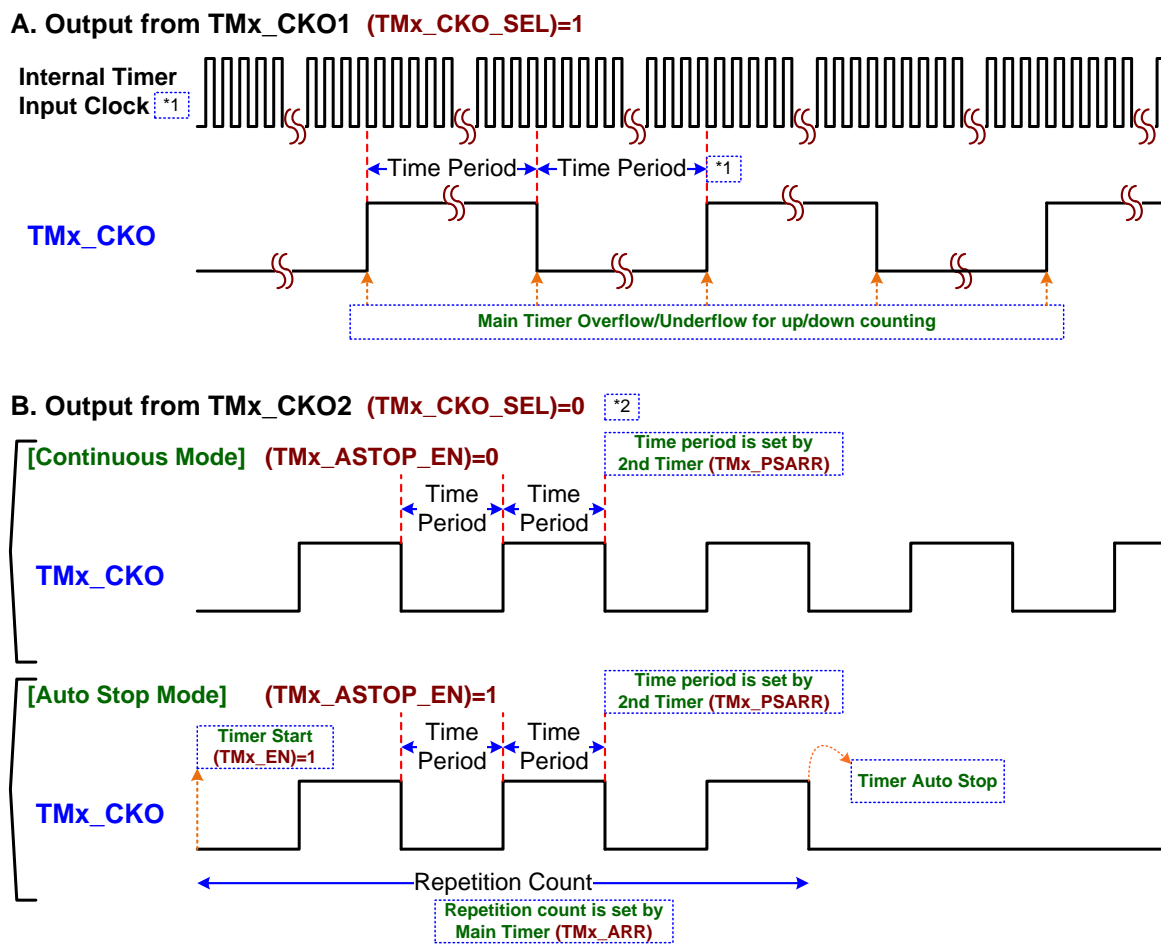 A. Output from TMx_CKO1 (TMx_CKO_SEL)=1
Internal Timer
Input Clock *1
Time Period
Time Period
*1
TMx_CKO
Main Timer Overflow/Underflow for up/down counting
B. Output from TMx_CKO2 (TMx_CKO_SEL)=0 *2
[Continuous Mode] (TMx_ASTOP_EN)=0
Time period is set by
2nd Timer (TMx_PSARR)
Time
Period
Time
Period
TMx_CKO
[Auto Stop Mode] (TMx_ASTOP_EN)=1
Time period is set by
2nd Timer (TMx_PSARR)
Timer Start
(TMx_EN)=1
Time
Period
Time
Period
Timer Auto Stop
TMx_CKO
Repetition Count
Repetition count is set by
Main Timer (TMx_ARR)